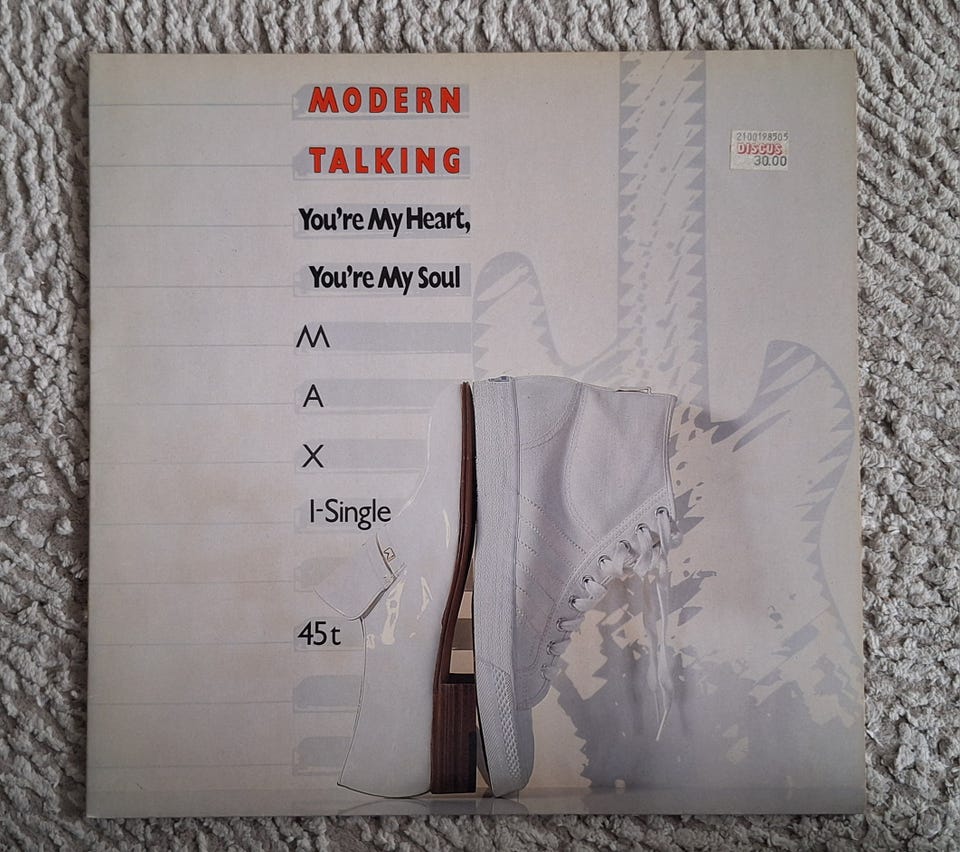 MODERN
TALKING
You're My Heart,
You're My Soul
M
A
X
I-Single
45t
2100198505
DISCUS
30.00